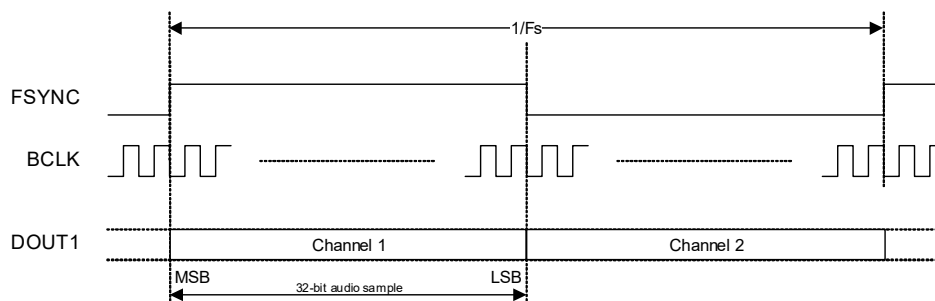 1/Fs
FSYNC
BCLK
DOUT1
Channel 1
Channel 2
MSB
LSB
32-bit audio sample